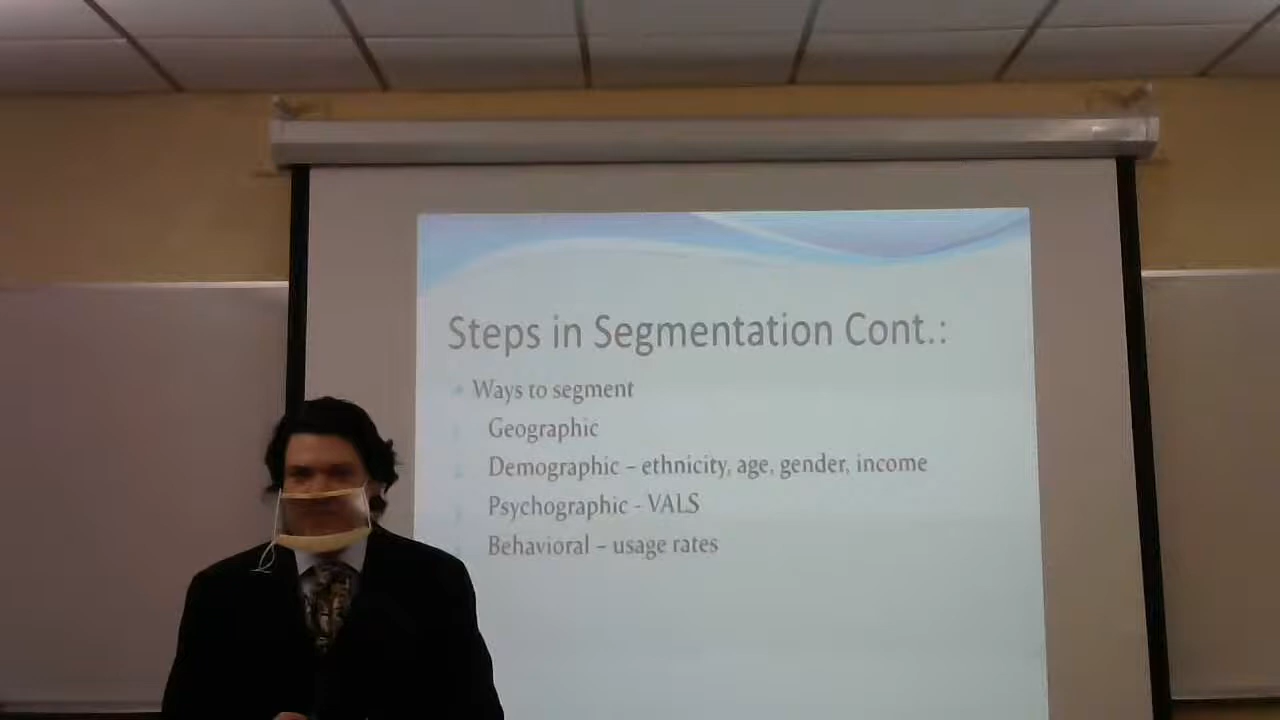 Steps in Segmentation Cont.:
Ways to segment
Geographic
Demographic – ethnicity, age, gender, income
Psychographic - VALS
Behavioral – usage rates